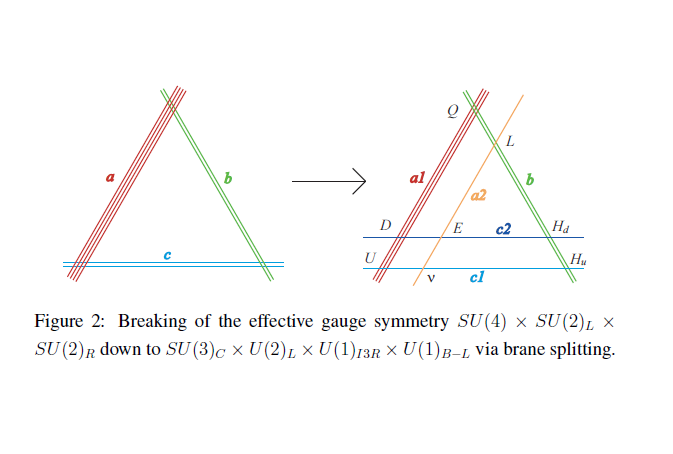 Q
L
a
b
a1
a2
b
D
E
c2
H_d
c
U
H_u
ν
c1
Figure 2: Breaking of the effective gauge symmetry SU(4) × SU(2)_L ×
SU(2)_R down to SU(3)_C × U(2)_L × U(1)_{I3R} × U(1)_{B−L} via brane splitting.